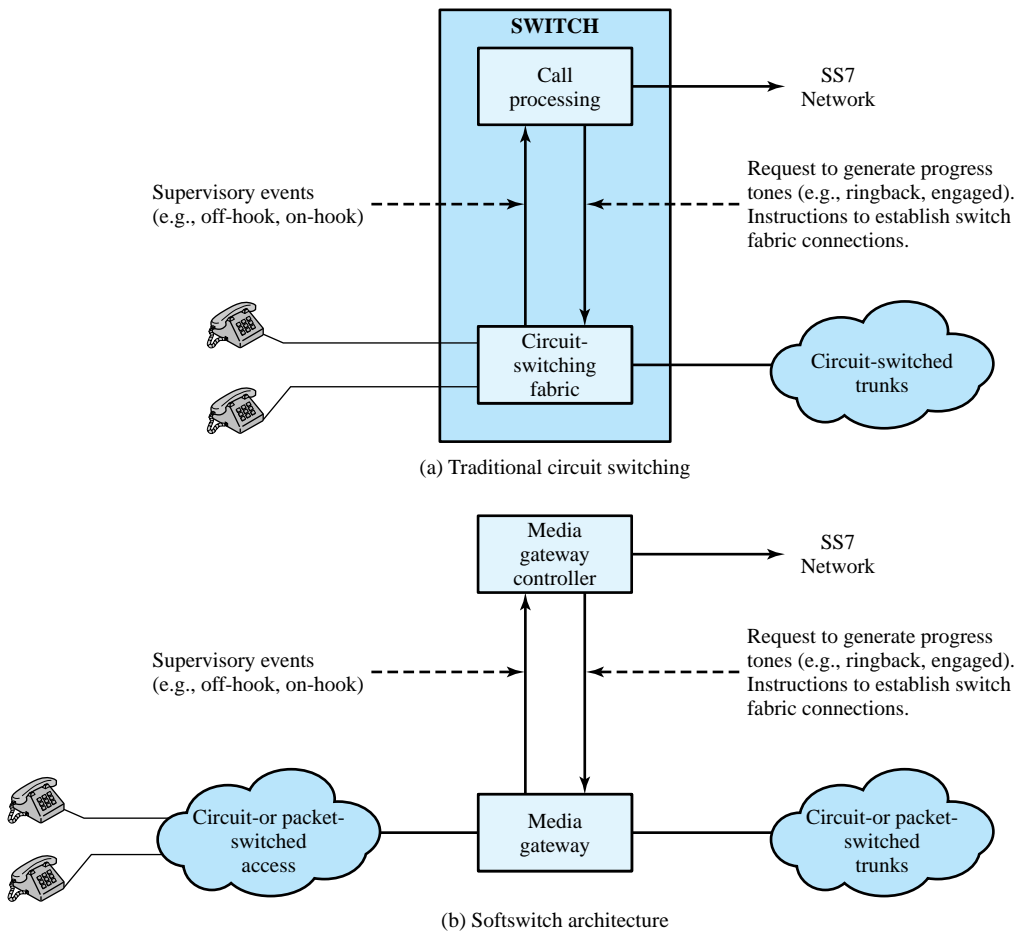 SWITCH
Call
processing
SS7
Network
Supervisory events
(e.g., off-hook, on-hook)
Request to generate progress
tones (e.g., ringback, engaged).
Instructions to establish switch
fabric connections.
Circuit-
switching
fabric
Circuit-switched
trunks
(a) Traditional circuit switching
Media
gateway
controller
SS7
Network
Supervisory events
(e.g., off-hook, on-hook)
Request to generate progress
tones (e.g., ringback, engaged).
Instructions to establish switch
fabric connections.
Circuit-or packet-
switched
access
Media
gateway
Circuit-or packet-
switched
trunks
(b) Softswitch architecture